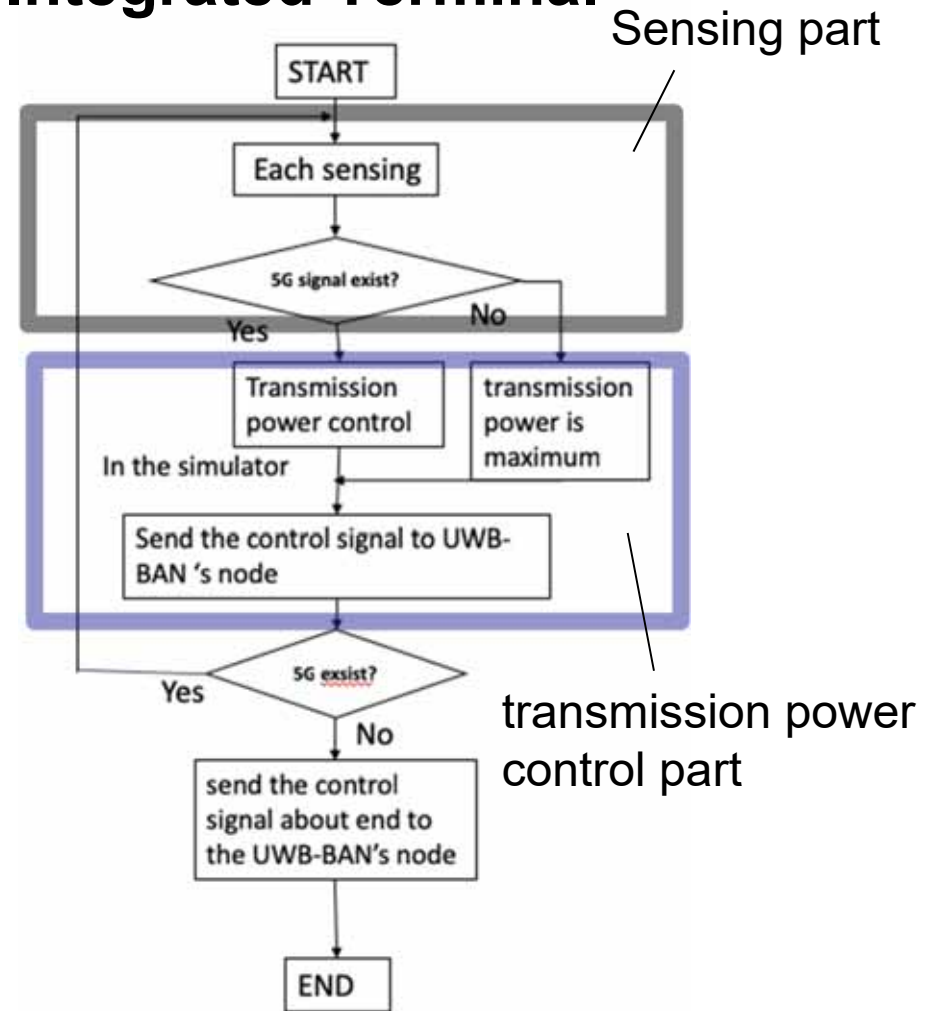 Integrated Terminal
Sensing part
START
Each sensing
5G signal exist?
Yes
No
Transmission
power control
transmission
power is
maximum
In the simulator
Send the control signal to UWB-
BAN ‘s node
5G exsist?
Yes
No
transmission power
control part
send the control
signal about end to
the UWB-BAN’s node
END